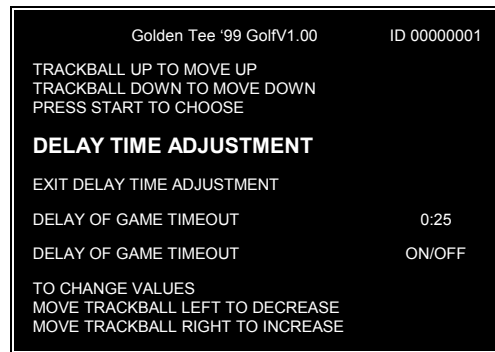 Golden Tee ‘99 GolfV1.00 ID 00000001
TRACKBALL UP TO MOVE UP
TRACKBALL DOWN TO MOVE DOWN
PRESS START TO CHOOSE
DELAY TIME ADJUSTMENT
EXIT DELAY TIME ADJUSTMENT
DELAY OF GAME TIMEOUT 0:25
DELAY OF GAME TIMEOUT ON/OFF
TO CHANGE VALUES
MOVE TRACKBALL LEFT TO DECREASE
MOVE TRACKBALL RIGHT TO INCREASE